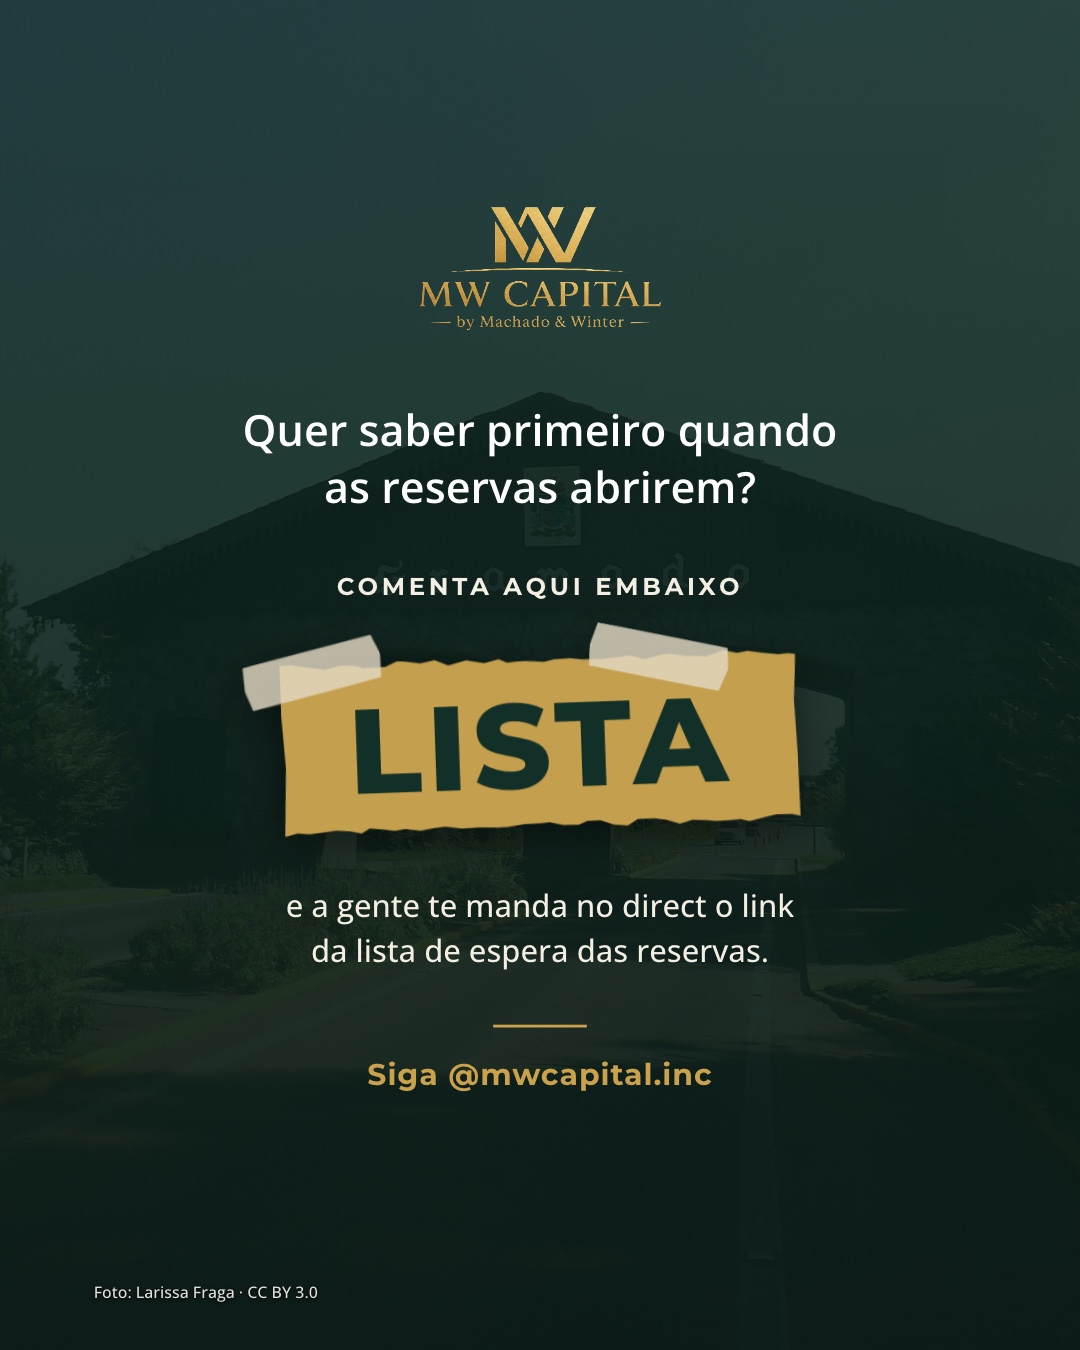 MW
MW CAPITAL
by Machado & Winter
Quer saber primeiro quando
as reservas abrirem?
gramado
COMENTA AQUI EMBAIXO
LISTA
e a gente te manda no direct o link
da lista de espera das reservas.
Siga @mwcapital.inc
Foto: Larissa Fraga · CC BY 3.0